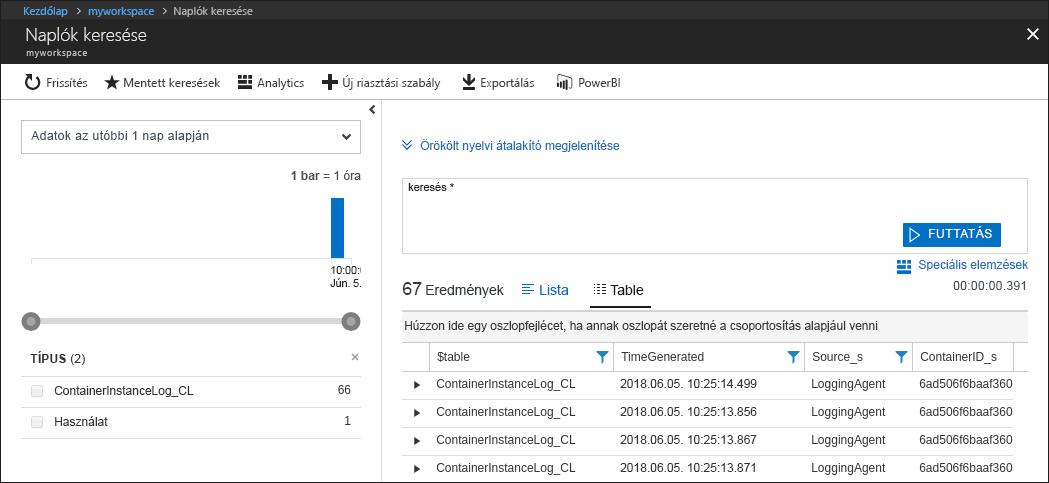 Kezdőlap > myworkspace > Naplók keresése
Naplók keresése
myworkspace
Frissítés Mentett keresések Analytics Új riasztási szabály Exportálás PowerBI
Adatok az utóbbi 1 nap alapján
1 bar = 1 óra
10:00:0
Jún. 5.
TÍPUS (2)
ContainerInstanceLog_CL 66
Használat 1
Örökölt nyelvi átalakító megjelenítése
keresés *
FUTTATÁS
Speciális elemzések
00:00:00.391
67 Eredmények Lista Table
Húzzon ide egy oszlopfejlécet, ha annak oszlopát szeretné a csoportosítás alapjául venni
$table TimeGenerated Source_s ContainerID_s
ContainerInstanceLog_CL 2018.06.05. 10:25:14.499 LoggingAgent 6ad506f6baaf360
ContainerInstanceLog_CL 2018.06.05. 10:25:13.856 LoggingAgent 6ad506f6baaf360
ContainerInstanceLog_CL 2018.06.05. 10:25:13.867 LoggingAgent 6ad506f6baaf360
ContainerInstanceLog_CL 2018.06.05. 10:25:13.871 LoggingAgent 6ad506f6baaf360